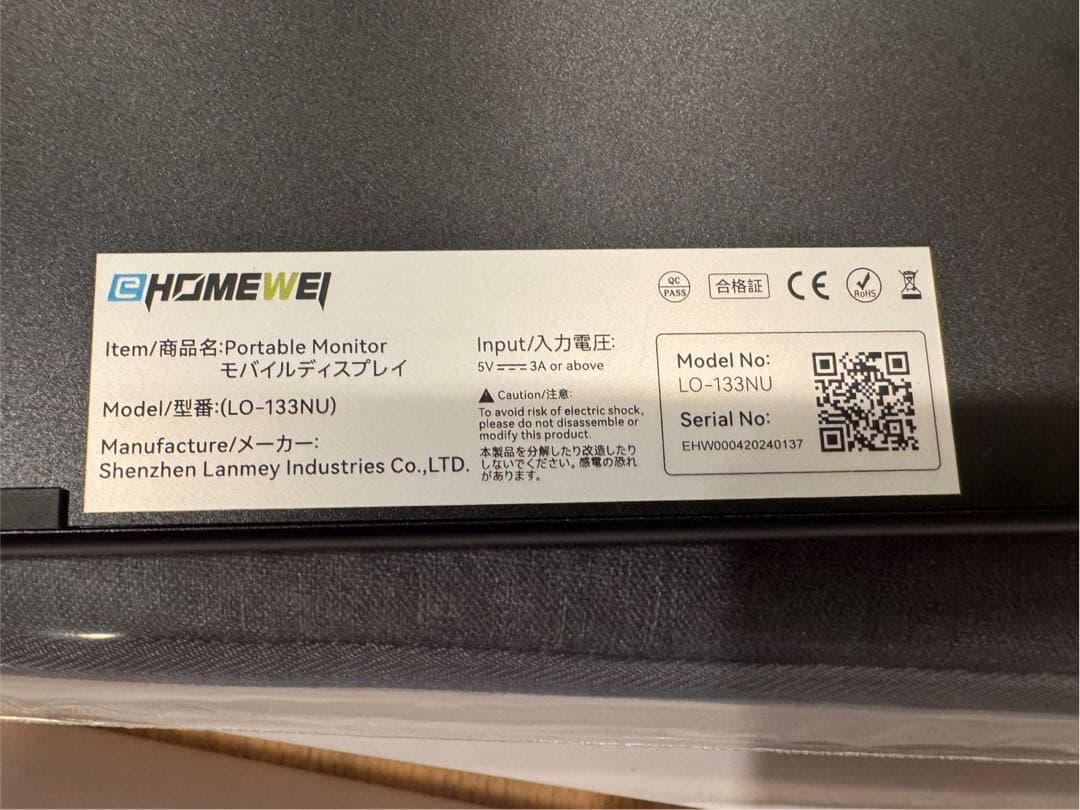 eHOMEWEI
QC
PASS
合格証
CE
RoHS
Item/商品名:Portable Monitor
モバイルディスプレイ
Model/型番:(LO-133NU)
Manufacture/メーカー:
Shenzhen Lanmey Industries Co.,LTD.
Input/入力電圧:
5V⎓3A or above
Caution/注意:
To avoid risk of electric shock,
please do not disassemble or
modify this product.
本製品を分解したり改造したり
しないでください。感電の恐れ
があります。
Model No:
LO-133NU
Serial No:
EHW000420240137